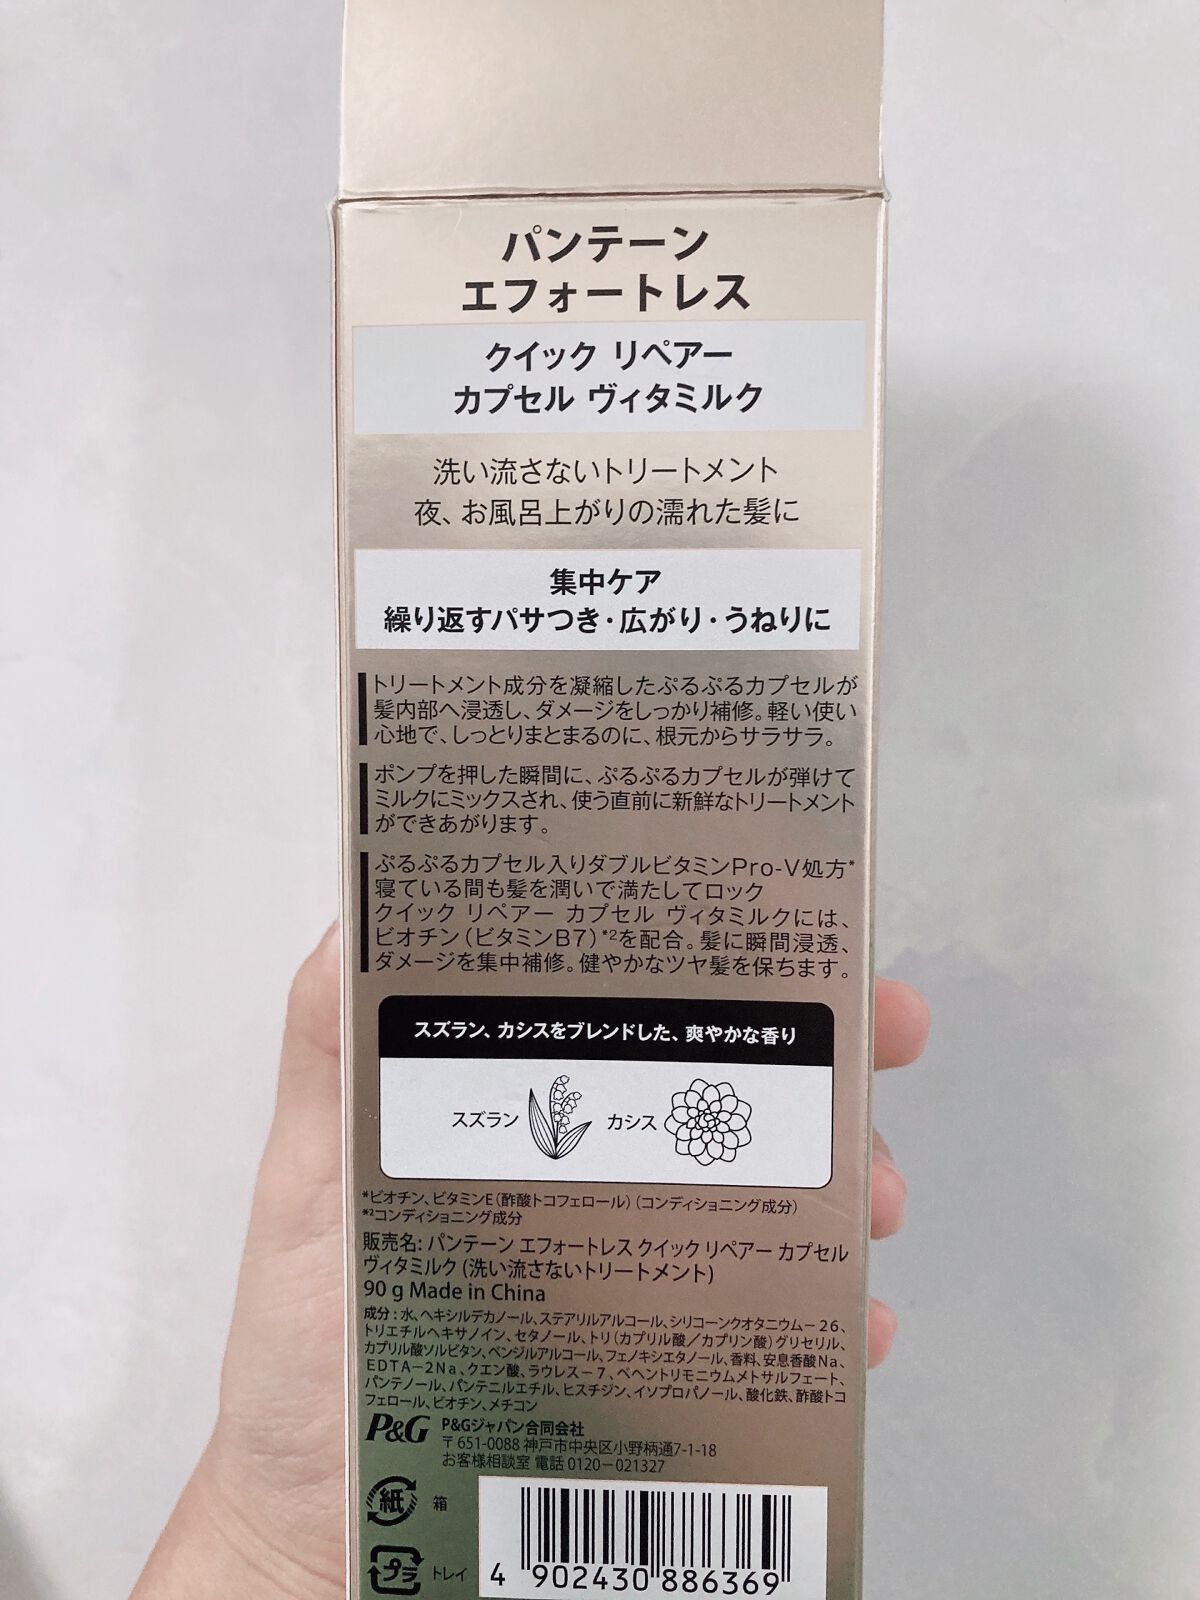 パンテーン
エフォートレス
クイック リペアー
カプセル ヴィタミルク
洗い流さないトリートメント
夜、お風呂上がりの濡れた髪に
集中ケア
繰り返すパサつき・広がり・うねりに
トリートメント成分を凝縮したぷるぷるカプセルが
髪内部へ浸透し、ダメージをしっかり補修。軽い使い
心地で、しっとりまとまるのに、根元からサラサラ。
ポンプを押した瞬間に、ぷるぷるカプセルが弾けて
ミルクにミックスされ、使う直前に新鮮なトリートメント
ができあがります。
ぷるぷるカプセル入りダブルビタミンPro-V処方*
寝ている間も髪を潤いで満たしてロック
クイック リペアー カプセル ヴィタミルクには、
ビオチン(ビタミンB7)*2を配合。髪に瞬間浸透、
ダメージを集中補修。健やかなツヤ髪を保ちます。
スズラン、カシスをブレンドした、爽やかな香り
スズラン カシス
*ビオチン、ビタミンE(酢酸トコフェロール)(コンディショニング成分)
*2コンディショニング成分
販売名: パンテーン エフォートレス クイック リペアー カプセル
ヴィタミルク (洗い流さないトリートメント)
90 g Made in China
成分:水、ヘキシルデカノール、ステアリルアルコール、シリコーンクオタニウム-26、
トリエチルヘキサノイン、セタノール、トリ(カプリル酸/カプリン酸)グリセリル、
カプリル酸ソルビタン、ベンジルアルコール、フェノキシエタノール、香料、安息香酸Na、
EDTA-2Na、クエン酸、ラウレス-7、ベヘントリモニウムメトサルフェート、
パンテノール、パンテニルエチル、ヒスチジン、イソプロパノール、酸化鉄、酢酸トコ
フェロール、ビオチン、メチコン
P&G P&Gジャパン合同会社
〒651-0088 神戸市中央区小野柄通7-1-18
お客様相談室 電話 0120-021327
紙 箱
プラ トレイ
4 902430 886369